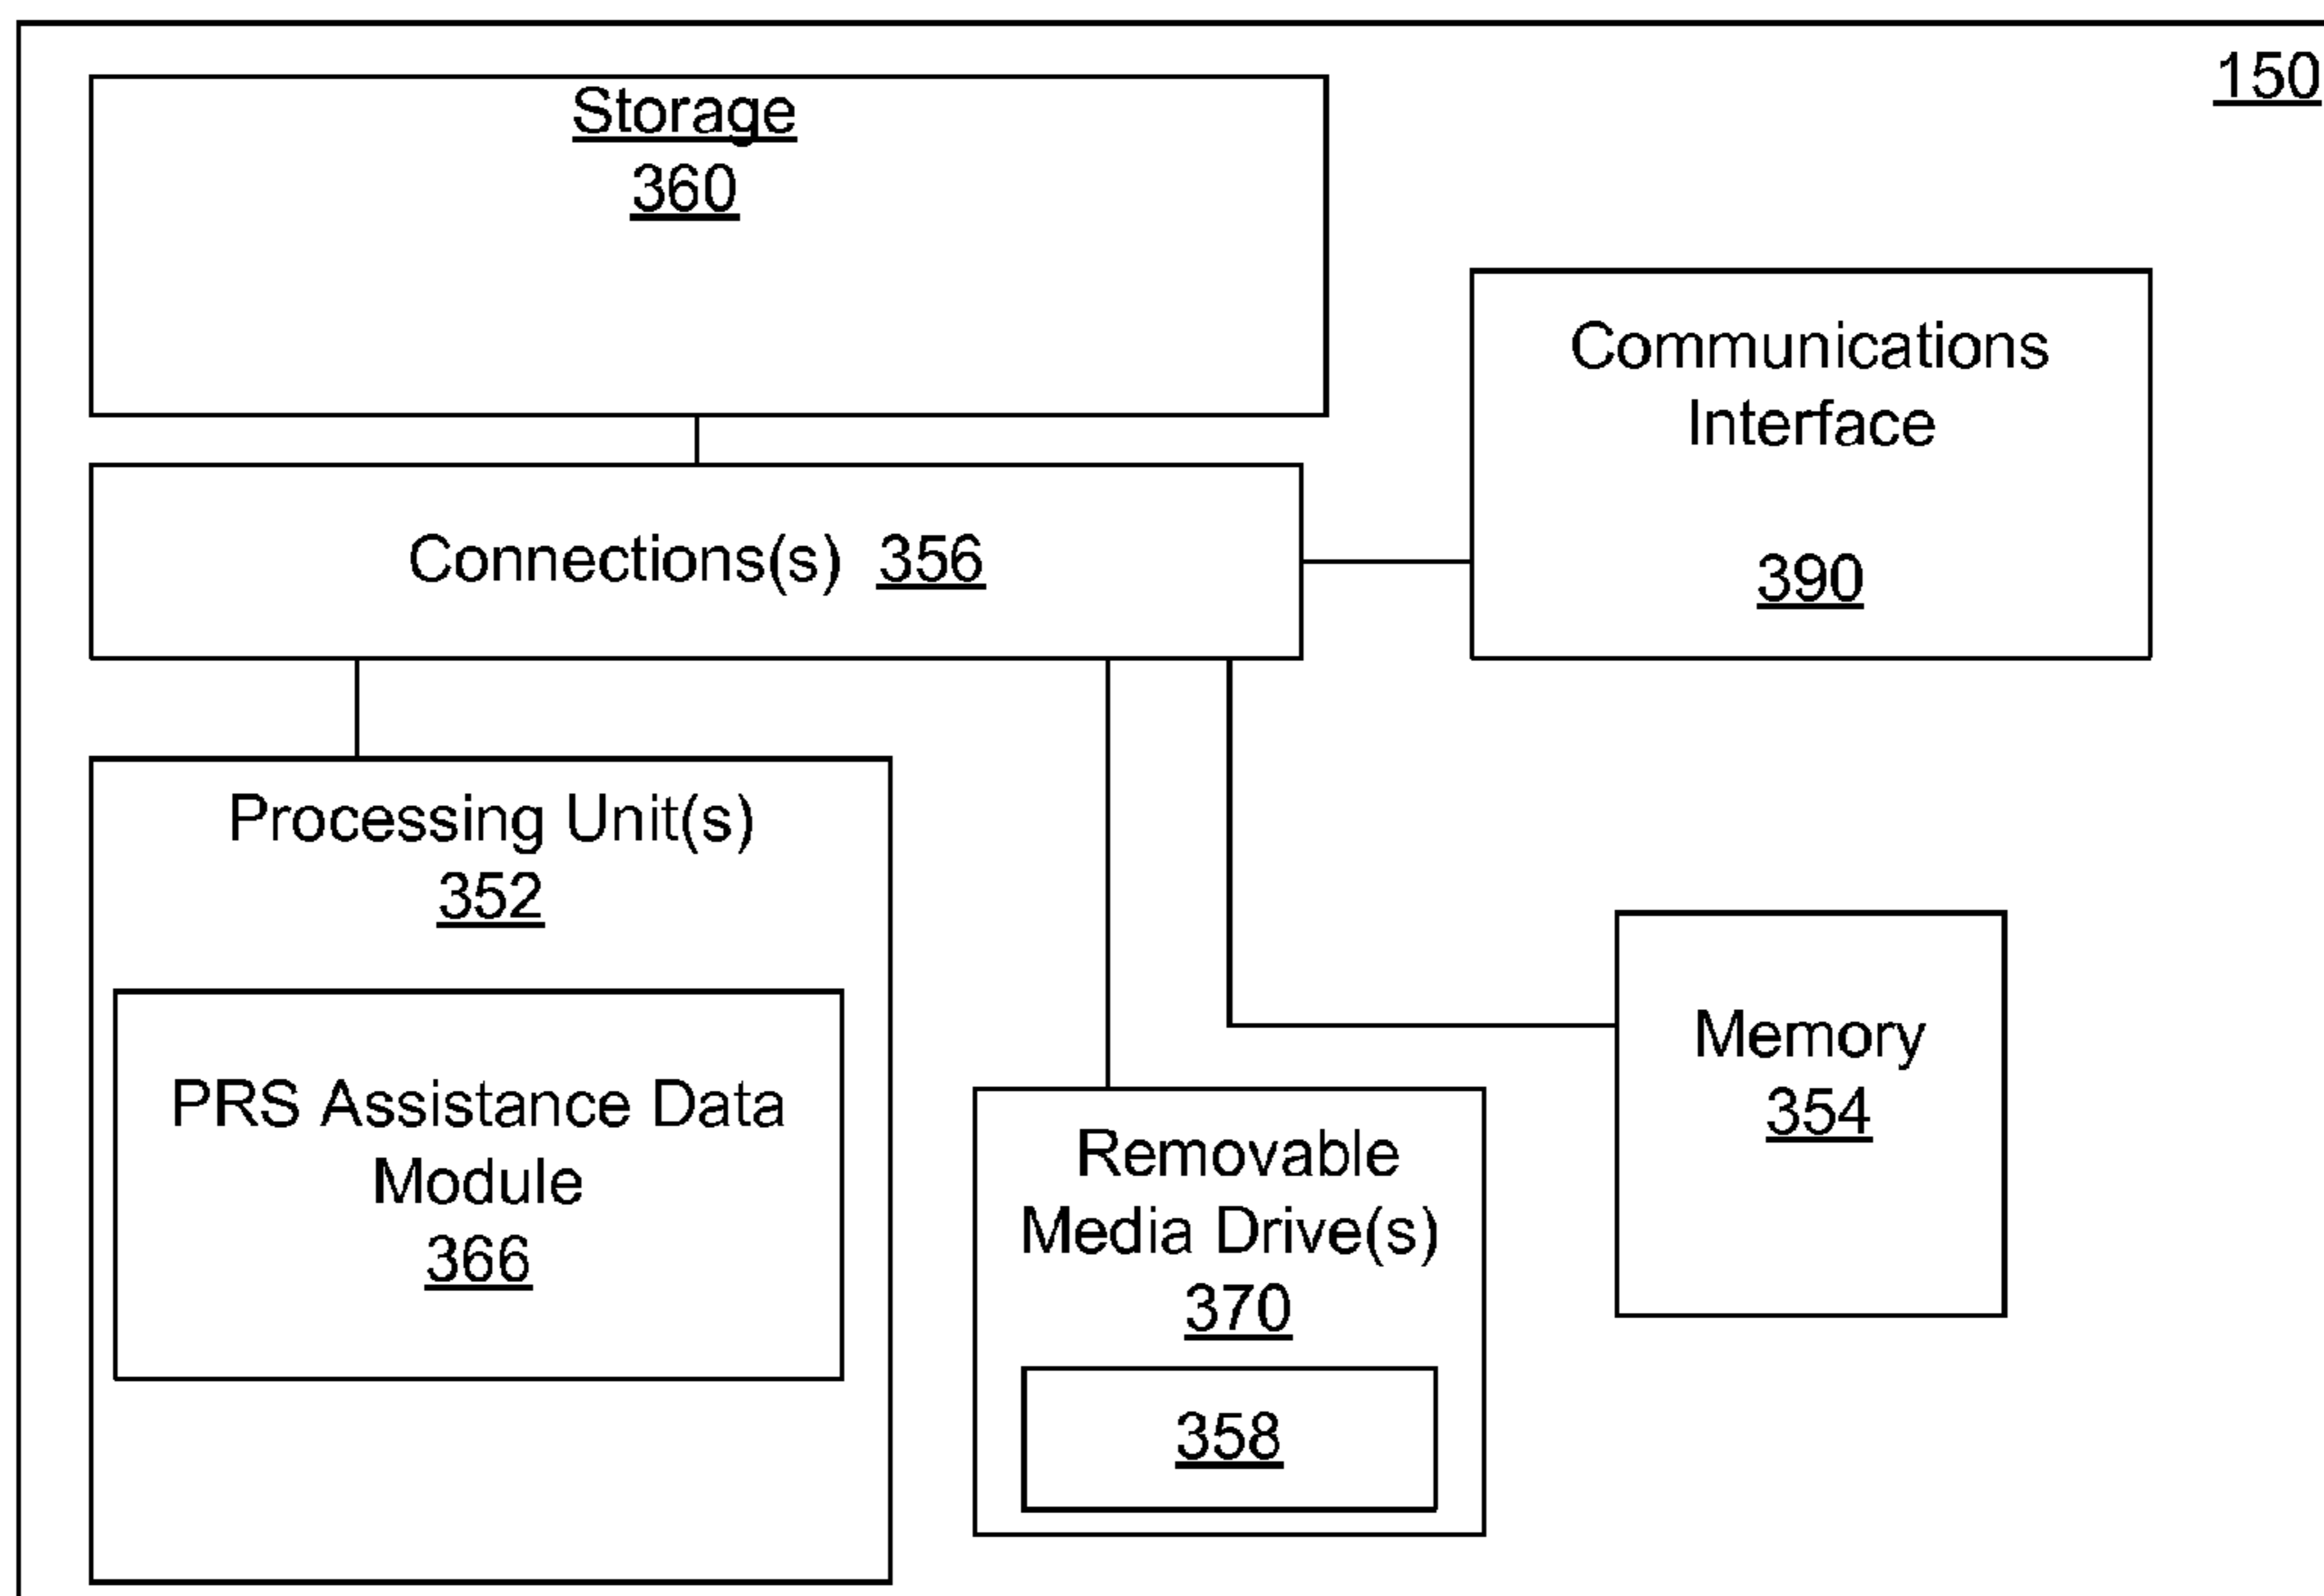 150
Storage
360
Communications
Interface
390
Connections(s) 356
Processing Unit(s)
352
PRS Assistance Data
Module
366
Removable
Media Drive(s)
370
358
Memory
354